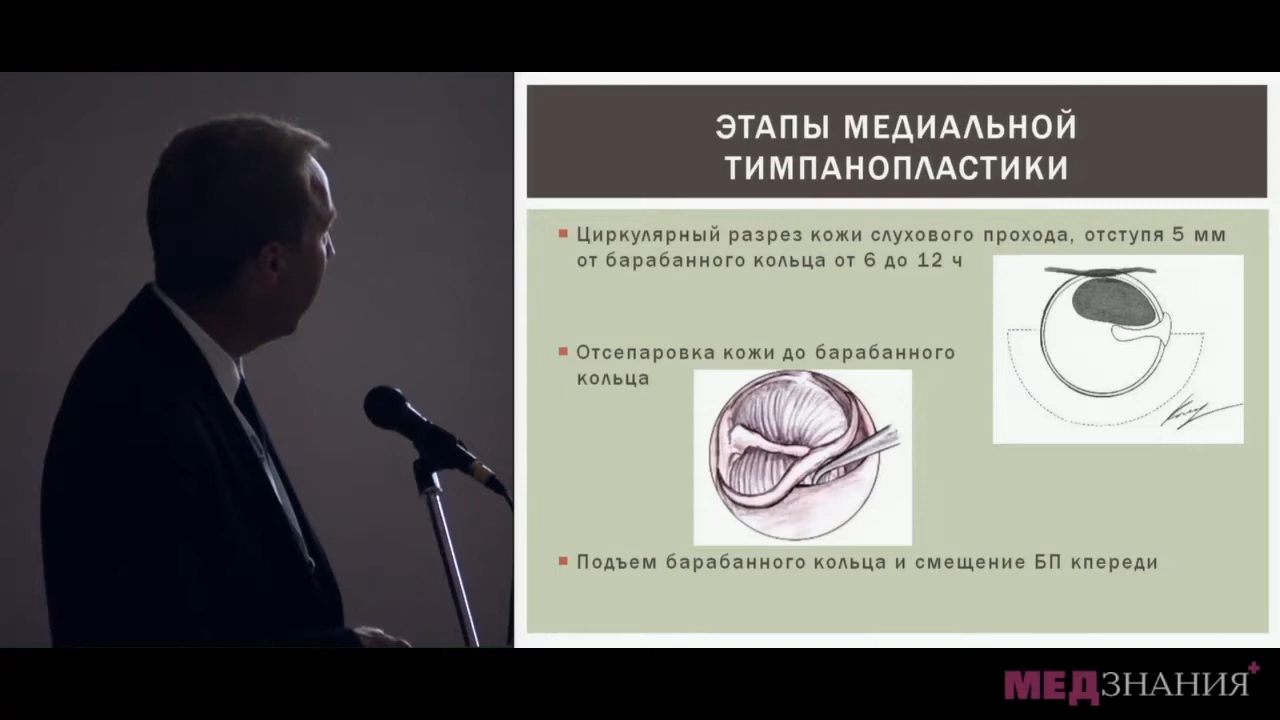 ЭТАПЫ МЕДИАЛЬНОЙ
ТИМПАНОПЛАСТИКИ
Циркулярный разрез кожи слухового прохода, отступя 5 мм
от барабанного кольца от 6 до 12 ч
Отсепаровка кожи до барабанного
кольца
Подъем барабанного кольца и смещение БП кпереди
МЕДЗНАНИЯ+